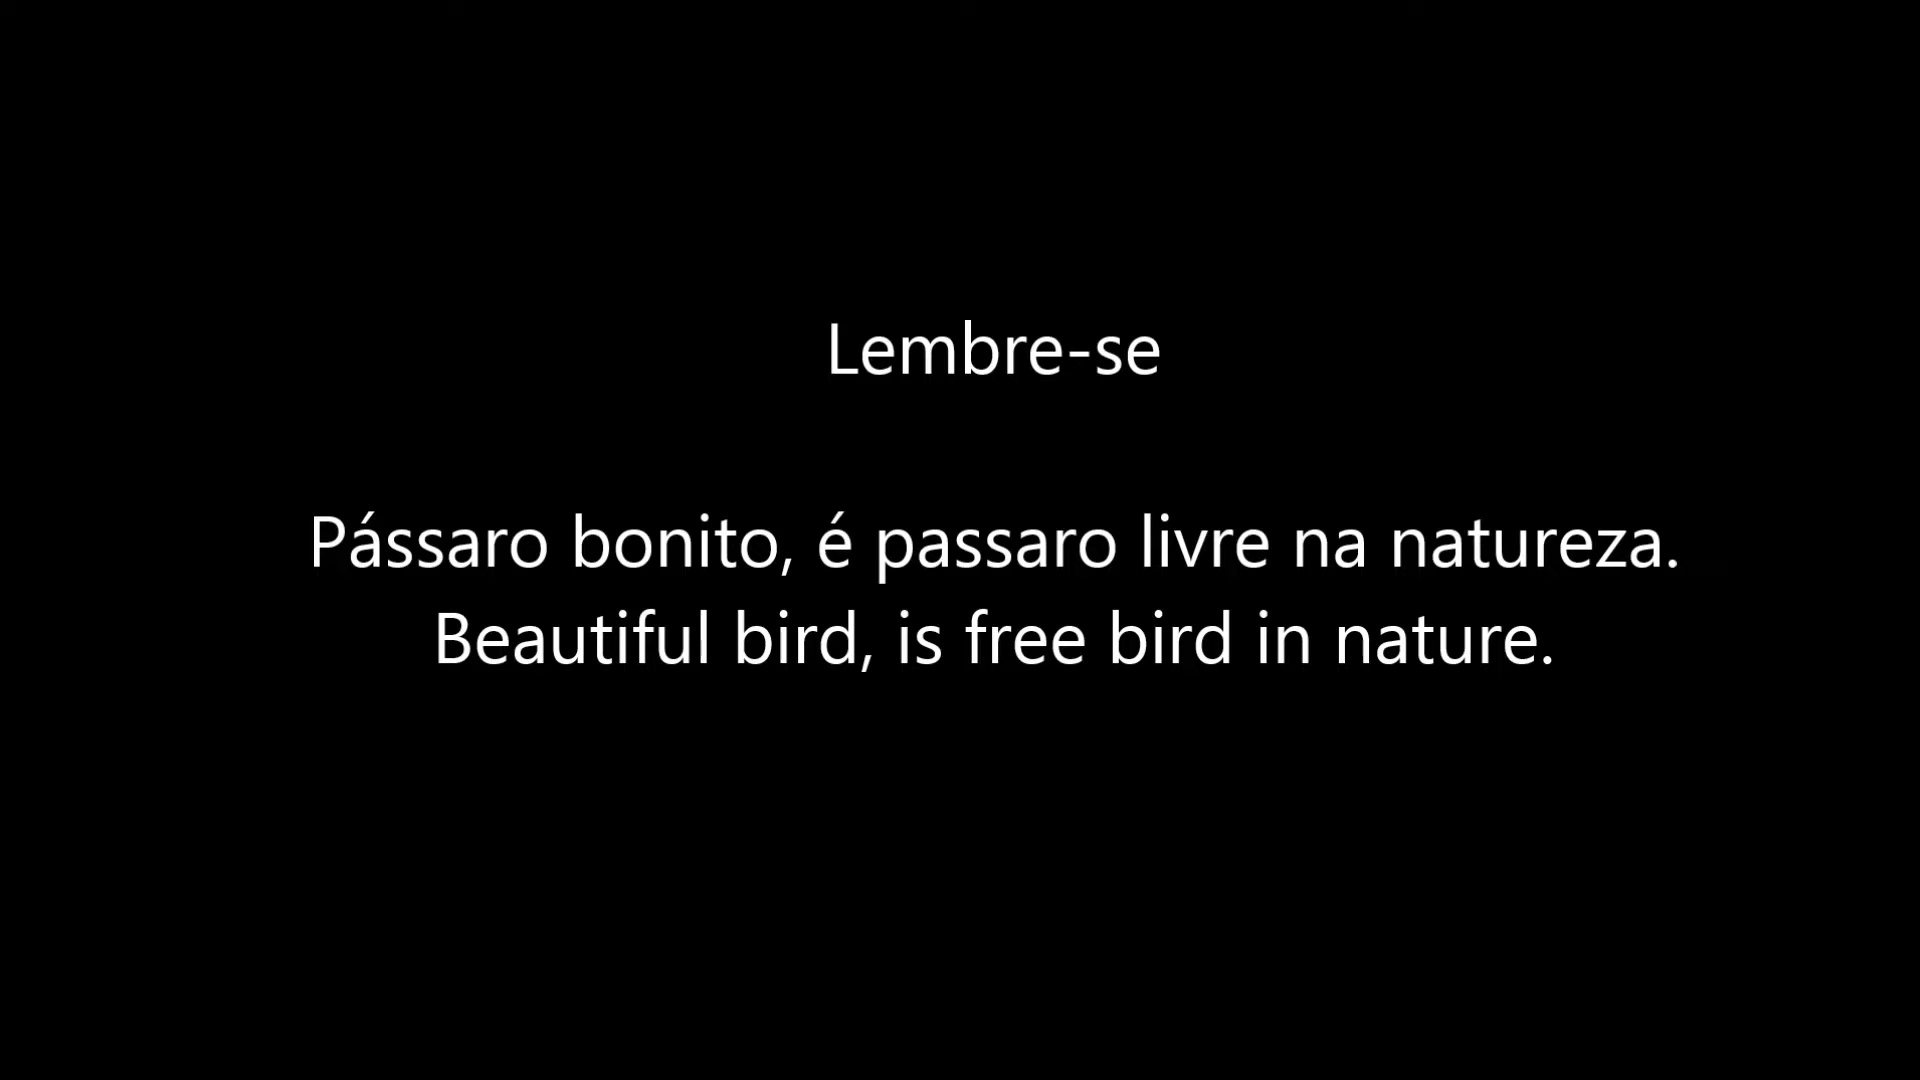 Lembre-se
Pássaro bonito, é passaro livre na natureza.
Beautiful bird, is free bird in nature.